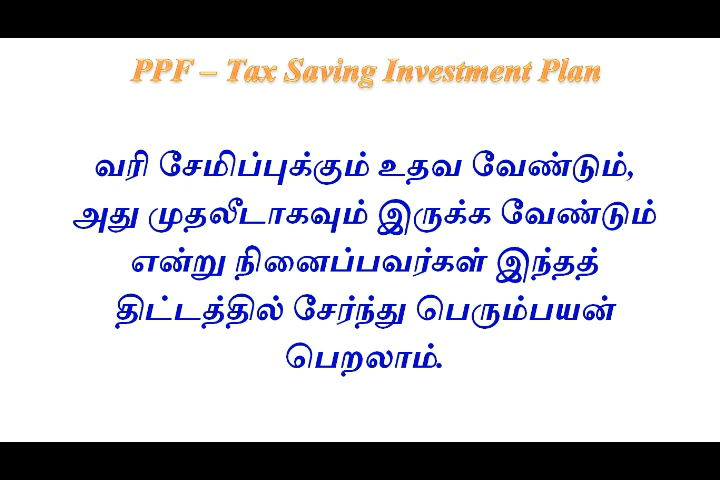 PPF – Tax Saving Investment Plan
வரி சேமிப்புக்கும் உதவ வேண்டும்,
அது முதலீடாகவும் இருக்க வேண்டும்
என்று நினைப்பவர்கள் இந்தத்
திட்டத்தில் சேர்ந்து பெரும்பயன்
பெறலாம்.